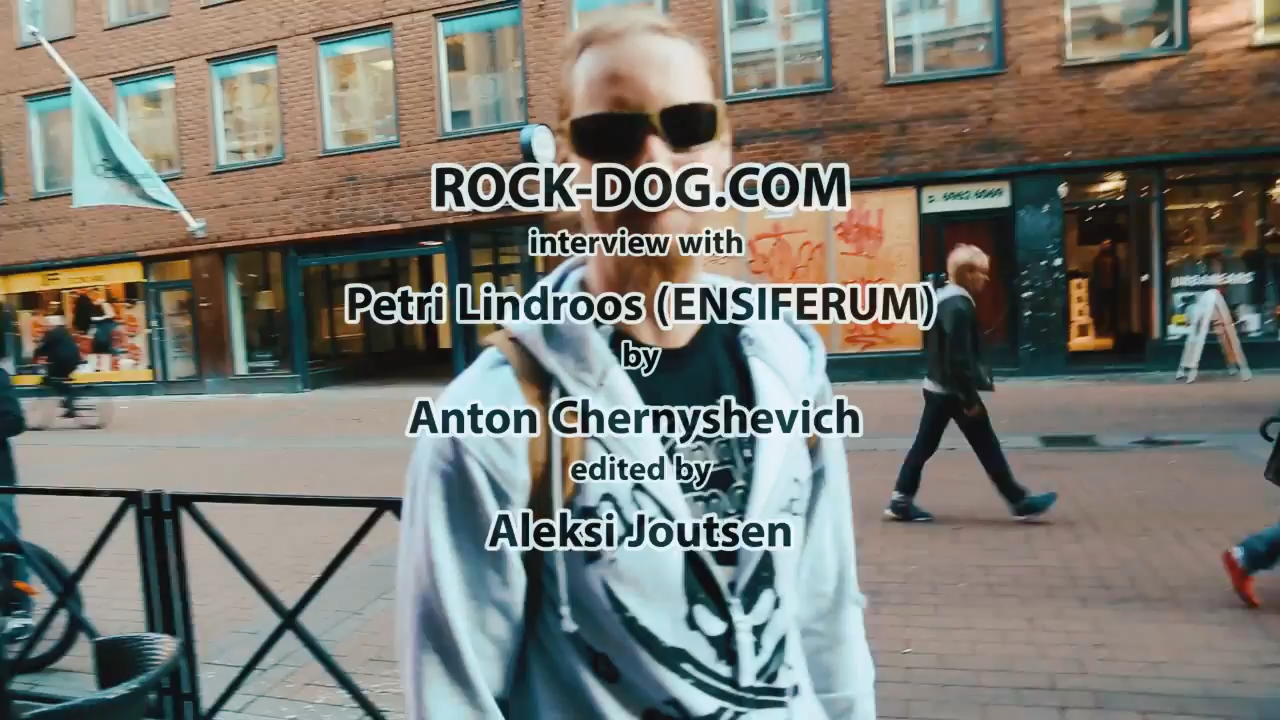 ROCK-DOG.COM
interview with
Petri Lindroos (ENSIFERUM)
by
Anton Chernyshevich
edited by
Aleksi Joutsen